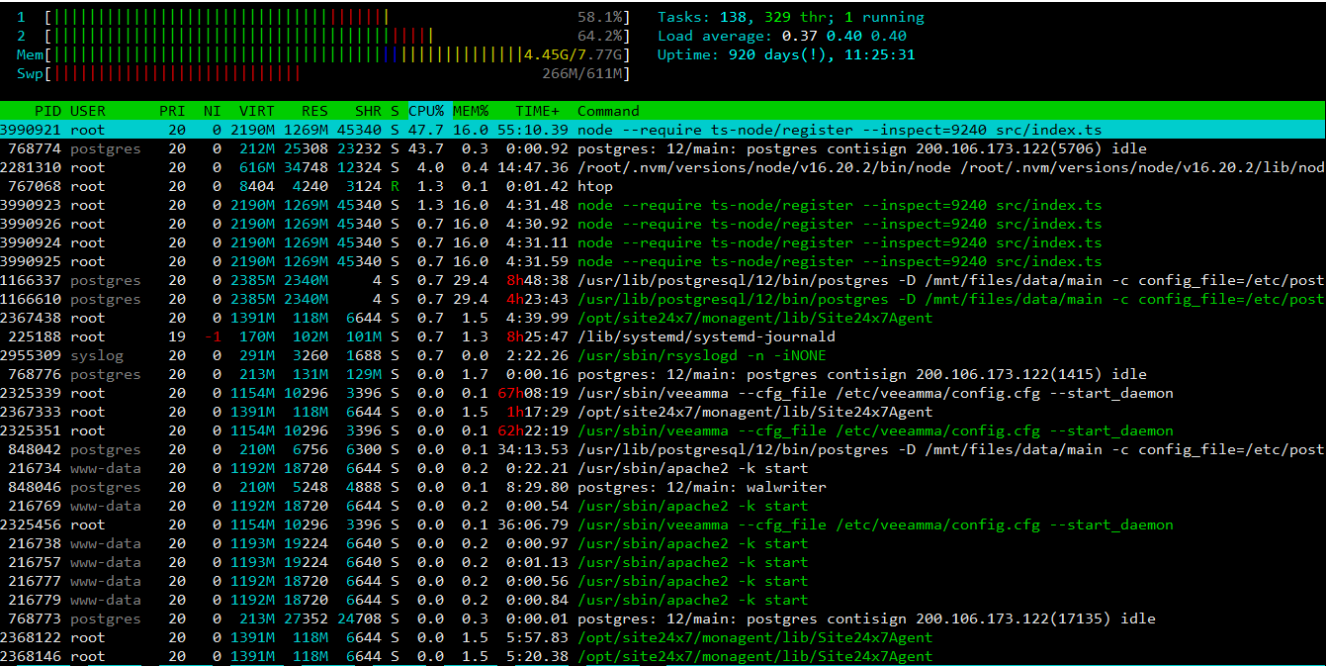 1 [||||||||||||||||||||||||||||||||||||| 58.1%] Tasks: 138, 329 thr; 1 running
2 [|||||||||||||||||||||||||||||||||||||||||| 64.2%] Load average: 0.37 0.40 0.40
Mem[||||||||||||||||||||||||||||||||||||||||||||||||||||4.45G/7.77G] Uptime: 920 days(!), 11:25:31
Swp[||||||||||||||||||||||||||| 266M/611M]
PID USER PRI NI VIRT RES SHR S CPU% MEM% TIME+ Command
3990921 root 20 0 2190M 1269M 45340 S 47.7 16.0 55:10.39 node --require ts-node/register --inspect=9240 src/index.ts
768774 postgres 20 0 212M 25308 23232 S 43.7 0.3 0:00.92 postgres: 12/main: postgres contisign 200.106.173.122(5706) idle
2281310 root 20 0 616M 34748 12324 S 4.0 0.4 14:47.36 /root/.nvm/versions/node/v16.20.2/bin/node /root/.nvm/versions/node/v16.20.2/lib/nod
767068 root 20 0 8404 4240 3124 R 1.3 0.1 0:01.42 htop
3990923 root 20 0 2190M 1269M 45340 S 1.3 16.0 4:31.48 node --require ts-node/register --inspect=9240 src/index.ts
3990926 root 20 0 2190M 1269M 45340 S 0.7 16.0 4:30.92 node --require ts-node/register --inspect=9240 src/index.ts
3990924 root 20 0 2190M 1269M 45340 S 0.7 16.0 4:31.11 node --require ts-node/register --inspect=9240 src/index.ts
3990925 root 20 0 2190M 1269M 45340 S 0.7 16.0 4:31.59 node --require ts-node/register --inspect=9240 src/index.ts
1166337 postgres 20 0 2385M 2340M 4 S 0.7 29.4 8h48:38 /usr/lib/postgresql/12/bin/postgres -D /mnt/files/data/main -c config_file=/etc/post
1166610 postgres 20 0 2385M 2340M 4 S 0.7 29.4 4h23:43 /usr/lib/postgresql/12/bin/postgres -D /mnt/files/data/main -c config_file=/etc/post
2367438 root 20 0 1391M 118M 6644 S 0.7 1.5 4:39.99 /opt/site24x7/monagent/lib/Site24x7Agent
225188 root 19 -1 170M 102M 101M S 0.7 1.3 8h25:47 /lib/systemd/systemd-journald
2955309 syslog 20 0 291M 3260 1688 S 0.7 0.0 2:22.26 /usr/sbin/rsyslogd -n -iNONE
768776 postgres 20 0 213M 131M 129M S 0.0 1.7 0:00.16 postgres: 12/main: postgres contisign 200.106.173.122(1415) idle
2325339 root 20 0 1154M 10296 3396 S 0.0 0.1 67h08:19 /usr/sbin/veeamma --cfg_file /etc/veeamma/config.cfg --start_daemon
2367333 root 20 0 1391M 118M 6644 S 0.0 1.5 1h17:29 /opt/site24x7/monagent/lib/Site24x7Agent
2325351 root 20 0 1154M 10296 3396 S 0.0 0.1 62h22:19 /usr/sbin/veeamma --cfg_file /etc/veeamma/config.cfg --start_daemon
848042 postgres 20 0 210M 6756 6300 S 0.0 0.1 34:13.53 /usr/lib/postgresql/12/bin/postgres -D /mnt/files/data/main -c config_file=/etc/post
216734 www-data 20 0 1192M 18720 6644 S 0.0 0.2 0:22.21 /usr/sbin/apache2 -k start
848046 postgres 20 0 210M 5248 4888 S 0.0 0.1 8:29.80 postgres: 12/main: walwriter
216769 www-data 20 0 1192M 18720 6644 S 0.0 0.2 0:00.54 /usr/sbin/apache2 -k start
2325456 root 20 0 1154M 10296 3396 S 0.0 0.1 36:06.79 /usr/sbin/veeamma --cfg_file /etc/veeamma/config.cfg --start_daemon
216738 www-data 20 0 1193M 19224 6640 S 0.0 0.2 0:00.97 /usr/sbin/apache2 -k start
216757 www-data 20 0 1193M 19224 6640 S 0.0 0.2 0:01.13 /usr/sbin/apache2 -k start
216777 www-data 20 0 1192M 18720 6644 S 0.0 0.2 0:00.56 /usr/sbin/apache2 -k start
216779 www-data 20 0 1192M 18720 6644 S 0.0 0.2 0:00.84 /usr/sbin/apache2 -k start
768773 postgres 20 0 213M 27352 24708 S 0.0 0.3 0:00.01 postgres: 12/main: postgres contisign 200.106.173.122(17135) idle
2368122 root 20 0 1391M 118M 6644 S 0.0 1.5 5:57.83 /opt/site24x7/monagent/lib/Site24x7Agent
2368146 root 20 0 1391M 118M 6644 S 0.0 1.5 5:20.38 /opt/site24x7/monagent/lib/Site24x7Agent